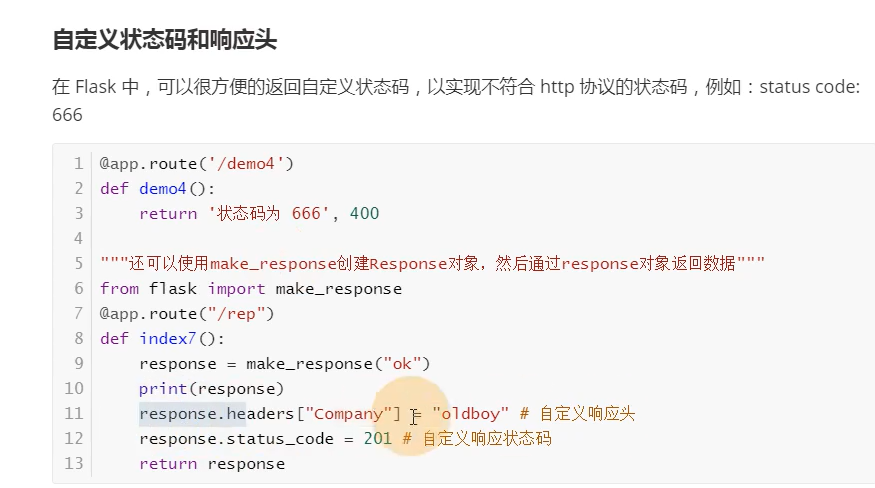 自定义状态码和响应头
在 Flask 中，可以很方便的返回自定义状态码，以实现不符合 http 协议的状态码，例如：status code:
666
1 @app.route('/demo4')
2 def demo4():
3     return '状态码为 666', 400
4
5 """还可以使用make_response创建Response对象，然后通过response对象返回数据"""
6 from flask import make_response
7 @app.route("/rep")
8 def index7():
9     response = make_response("ok")
10     print(response)
11     response.headers["Company"] = "oldboy" # 自定义响应头
12     response.status_code = 201 # 自定义响应状态码
13     return response